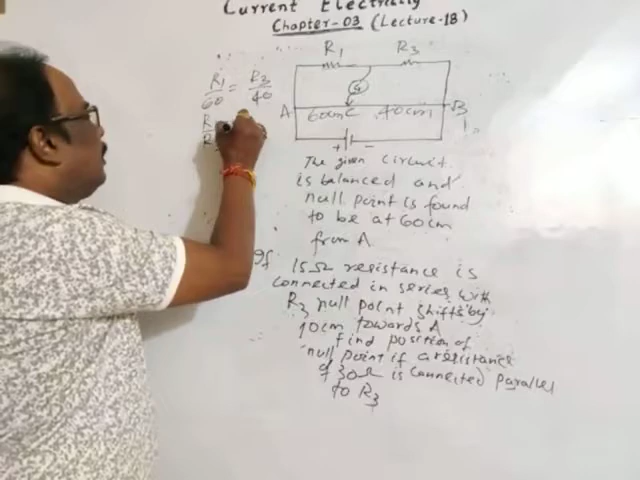 Current Electricity
Chapter-03 (Lecture-18)
R1 R3
R1/60 = R3/40
G
A 60cm C 40cm B
+ -
The given circuit
is balanced and
null point is found
to be at 60cm
from A
If 15Ω resistance is
connected in series with
R3 null point shifts by
10cm towards A
find position of
null point if a resistance
of 30Ω is connected parallel
to R3